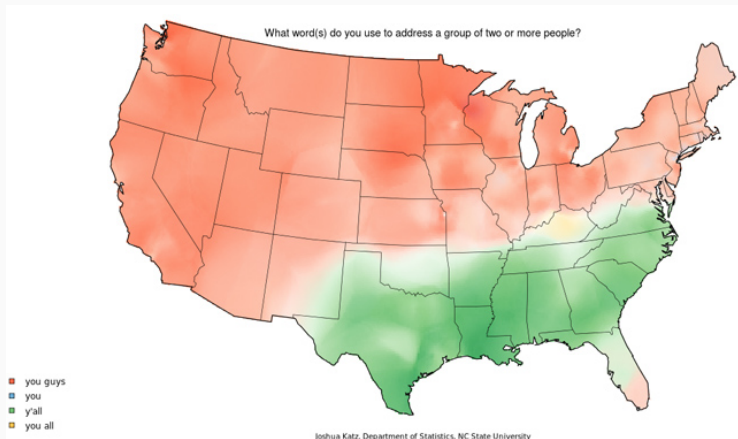 What word(s) do you use to address a group of two or more people?
you guys
you
y'all
you all
Joshua Katz, Department of Statistics, NC State University